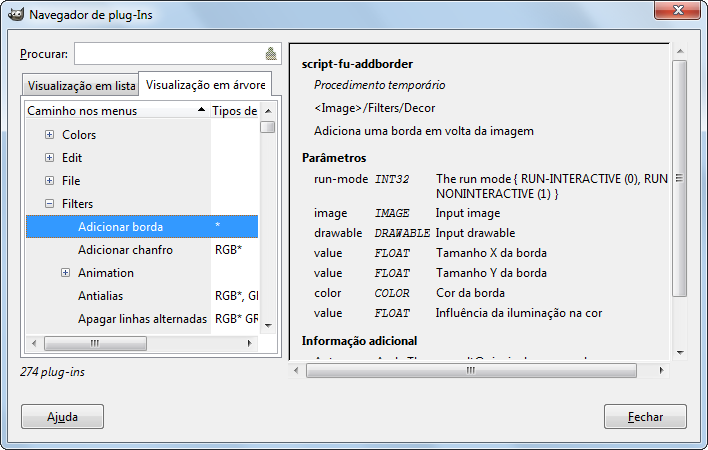 Navegador de plug-Ins
Procurar:
Visualização em lista
Visualização em árvore
Caminho nos menus Tipos de
Colors
Edit
File
Filters
Adicionar borda *
Adicionar chanfro RGB*
Animation
Antialias RGB*,
Apagar linhas alternadas RGB*
274 plug-ins
Ajuda
script-fu-addborder
Procedimento temporário
<Image>/Filters/Decor
Adiciona uma borda em volta da imagem
Parâmetros
run-mode INT32 The run mode { RUN-INTERACTIVE (0), RUN
NONINTERACTIVE (1) }
image IMAGE Input image
drawable DRAWABLE Input drawable
value FLOAT Tamanho X da borda
value FLOAT Tamanho Y da borda
color COLOR Cor da borda
value FLOAT Influência da iluminação na cor
Informação adicional
Fechar